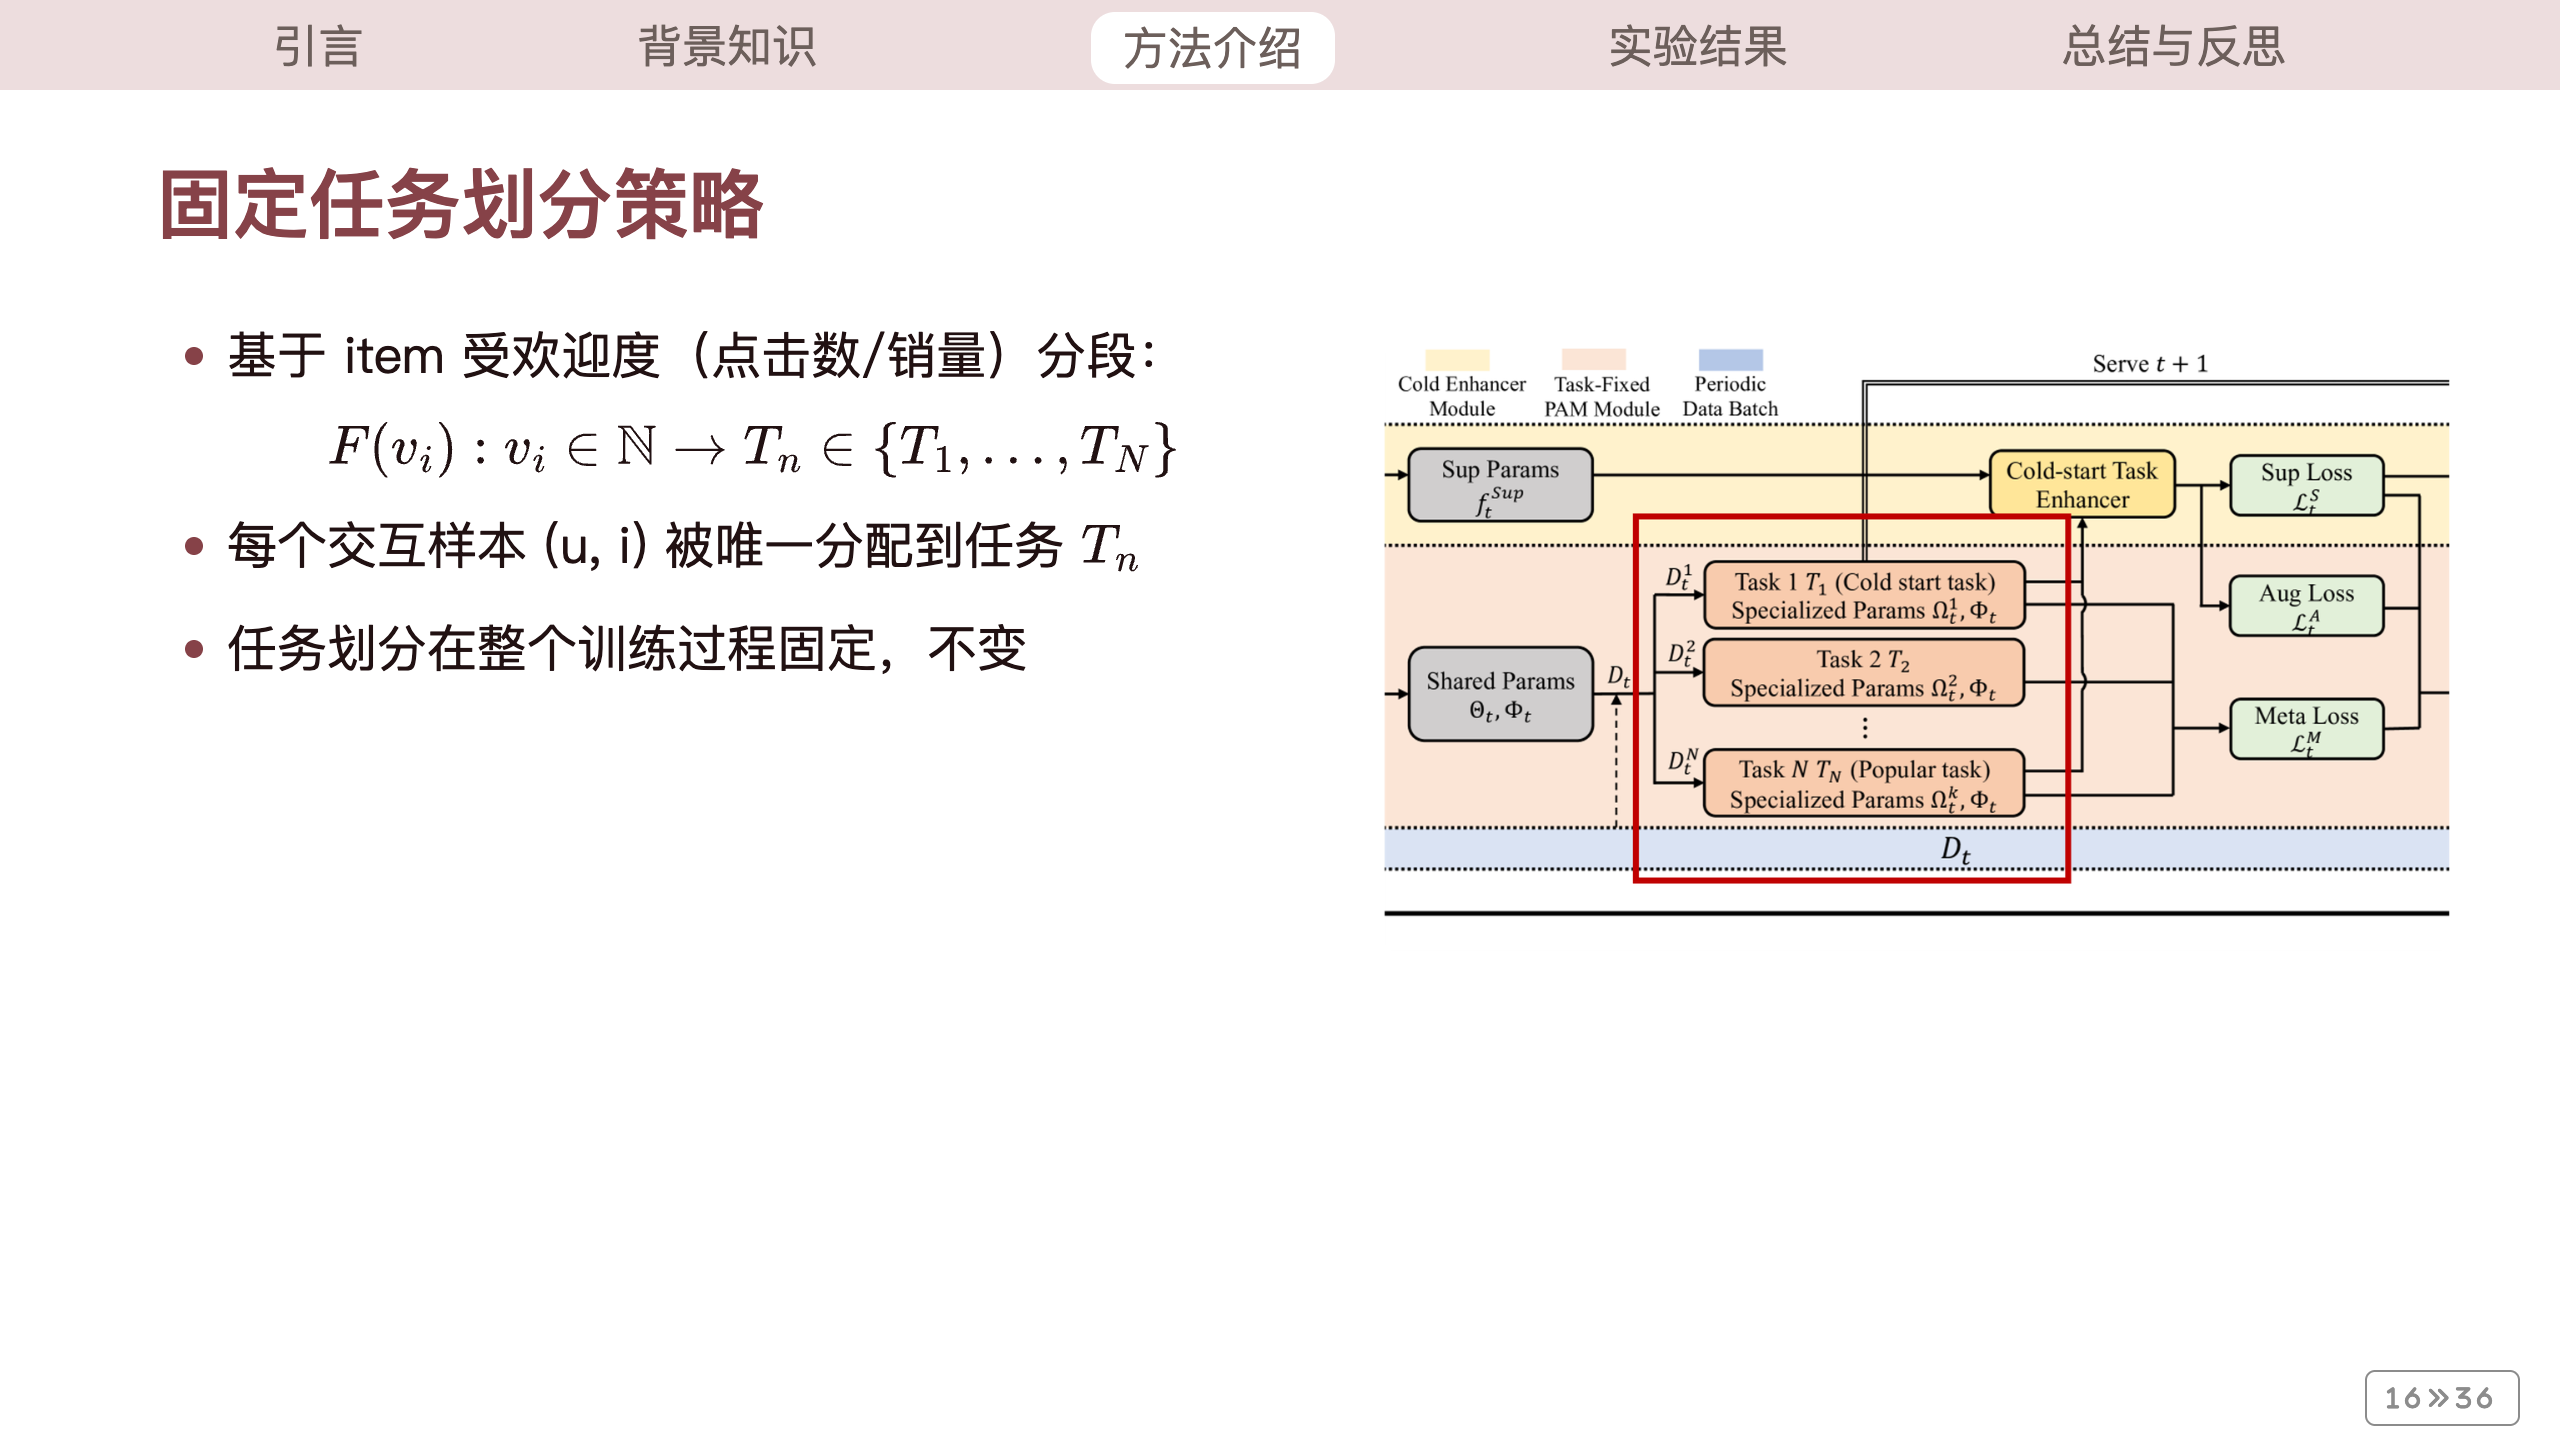 引言
背景知识
方法介绍
实验结果
总结与反思
固定任务划分策略
• 基于 item 受欢迎度（点击数/销量）分段：
F(v_i) : v_i ∈ ℕ → T_n ∈ {T_1, . . . , T_N}
• 每个交互样本 (u, i) 被唯一分配到任务 T_n
• 任务划分在整个训练过程固定，不变
Cold Enhancer
Module
Task-Fixed
PAM Module
Periodic
Data Batch
Serve t + 1
Sup Params
f_t^{Sup}
Cold-start Task
Enhancer
Sup Loss
ℒ_t^S
D_t^1
Task 1 T_1 (Cold start task)
Specialized Params Ω_t^1, Φ_t
Aug Loss
ℒ_t^A
Shared Params
Θ_t, Φ_t
D_t
D_t^2
Task 2 T_2
Specialized Params Ω_t^2, Φ_t
⋮
Meta Loss
ℒ_t^M
D_t^N
Task N T_N (Popular task)
Specialized Params Ω_t^k, Φ_t
D_t
16 » 36